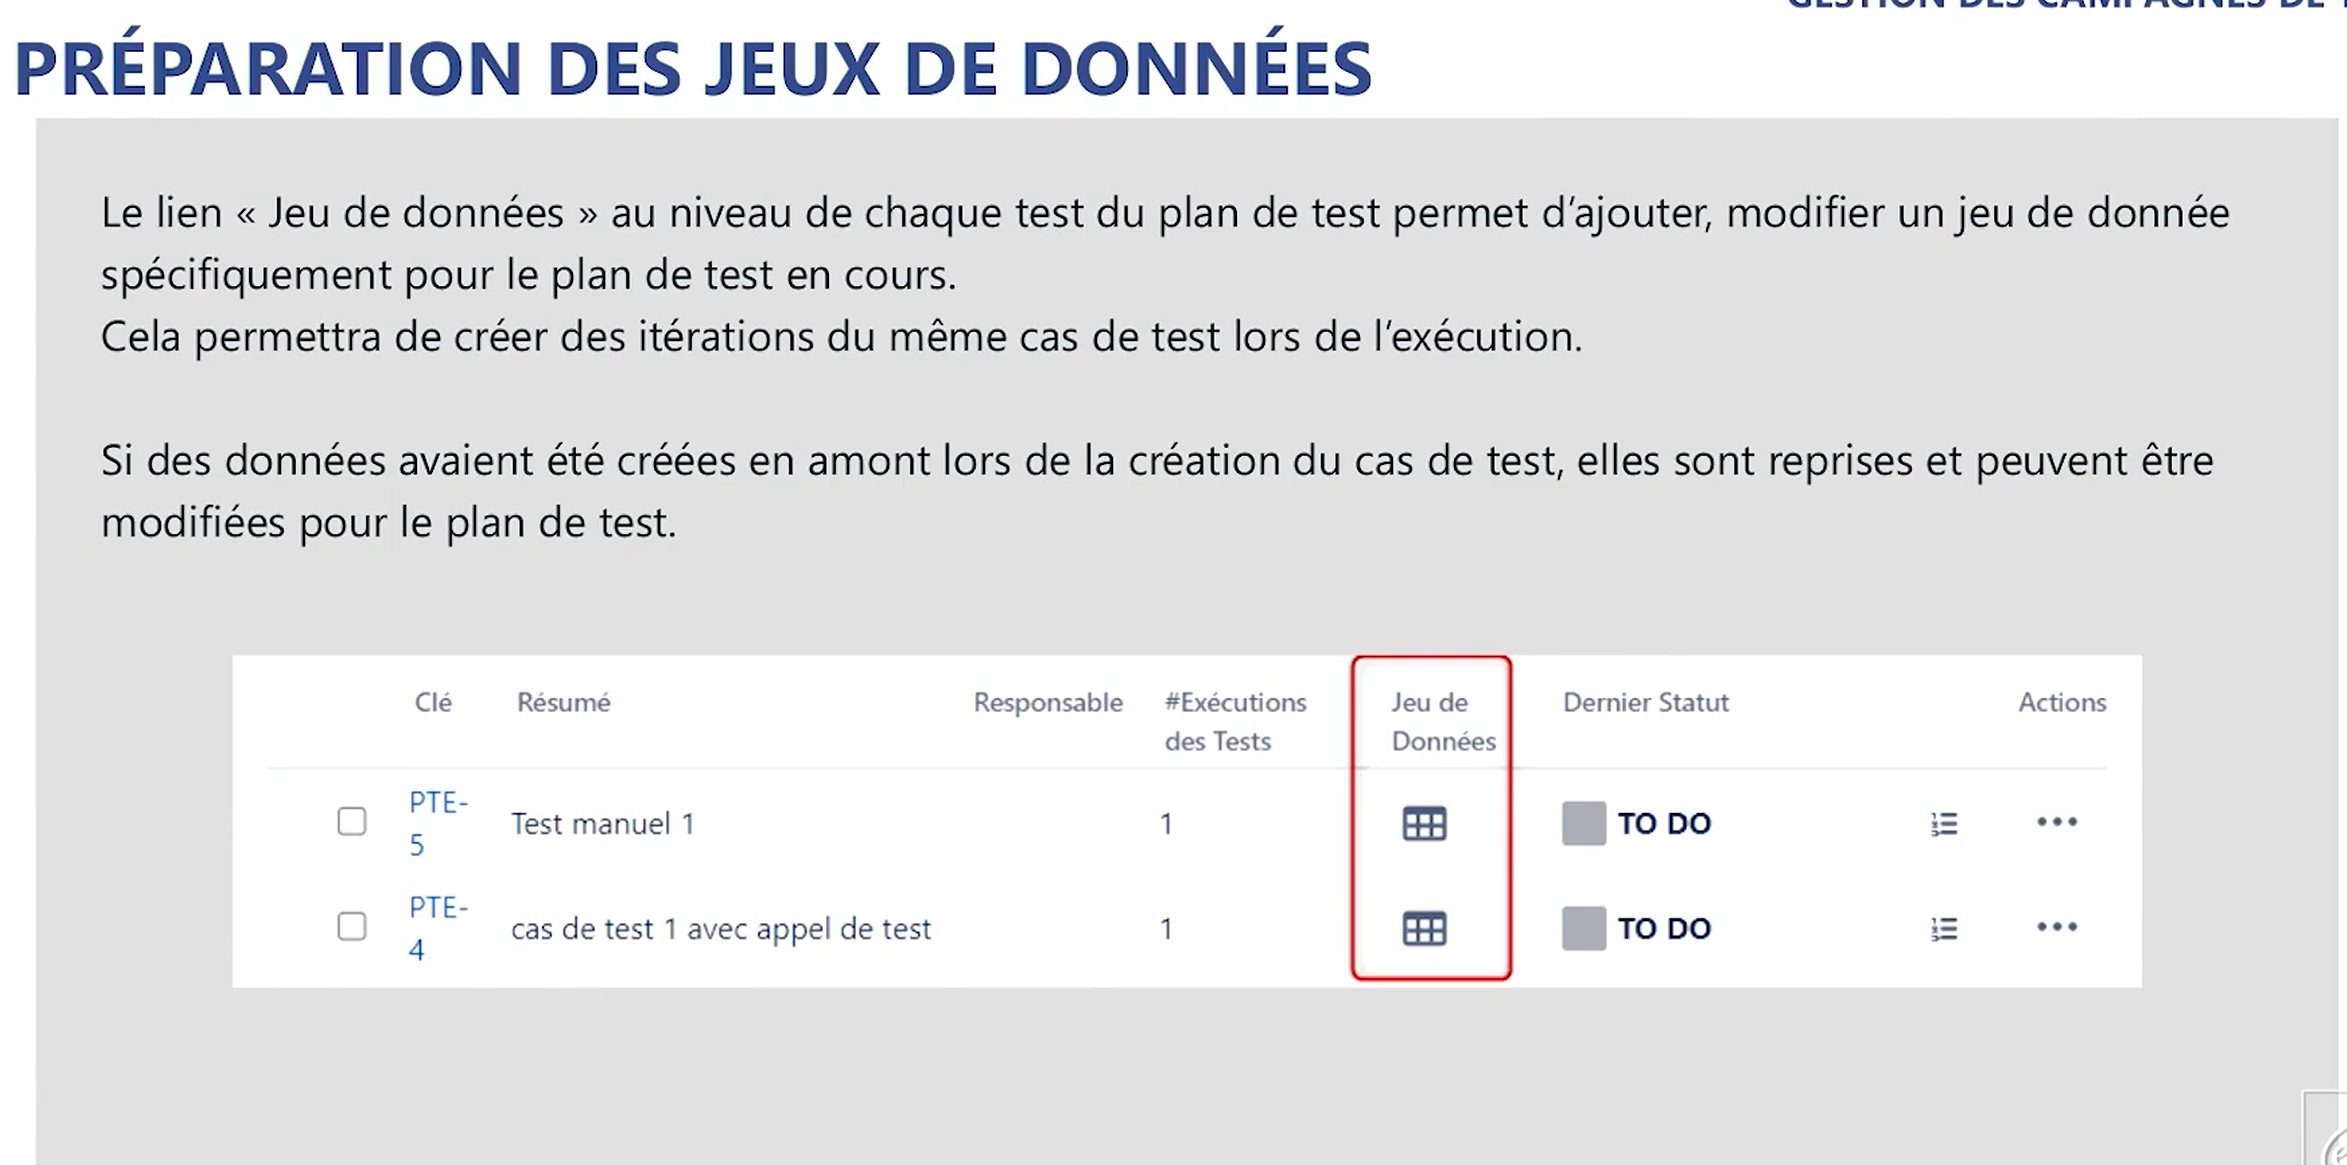 PRÉPARATION DES JEUX DE DONNÉES
Le lien « Jeu de données » au niveau de chaque test du plan de test permet d’ajouter, modifier un jeu de donnée
spécifiquement pour le plan de test en cours.
Cela permettra de créer des itérations du même cas de test lors de l’exécution.
Si des données avaient été créées en amont lors de la création du cas de test, elles sont reprises et peuvent être
modifiées pour le plan de test.
Clé Résumé Responsable #Exécutions des Tests Jeu de Données Dernier Statut Actions
PTE-5 Test manuel 1 1 TO DO
PTE-4 cas de test 1 avec appel de test 1 TO DO